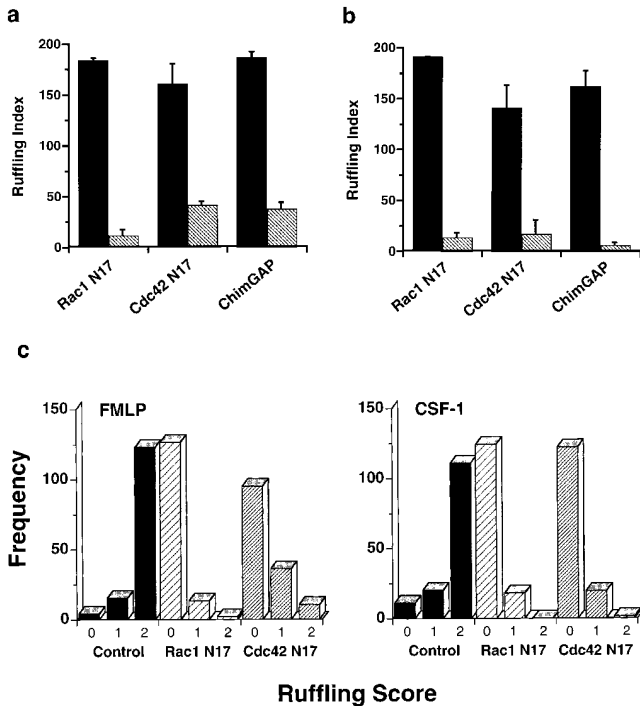 a
200
150
100
50
0
Ruffling Index
Rac1 N17
Cdc42 N17
ChimGAP
b
200
150
100
50
0
Ruffling Index
Rac1 N17
Cdc42 N17
ChimGAP
c
FMLP
150
100
50
0
Frequency
0 1 2 0 1 2 0 1 2
Control Rac1 N17 Cdc42 N17
CSF-1
150
100
50
0
0 1 2 0 1 2 0 1 2
Control Rac1 N17 Cdc42 N17
Ruffling Score